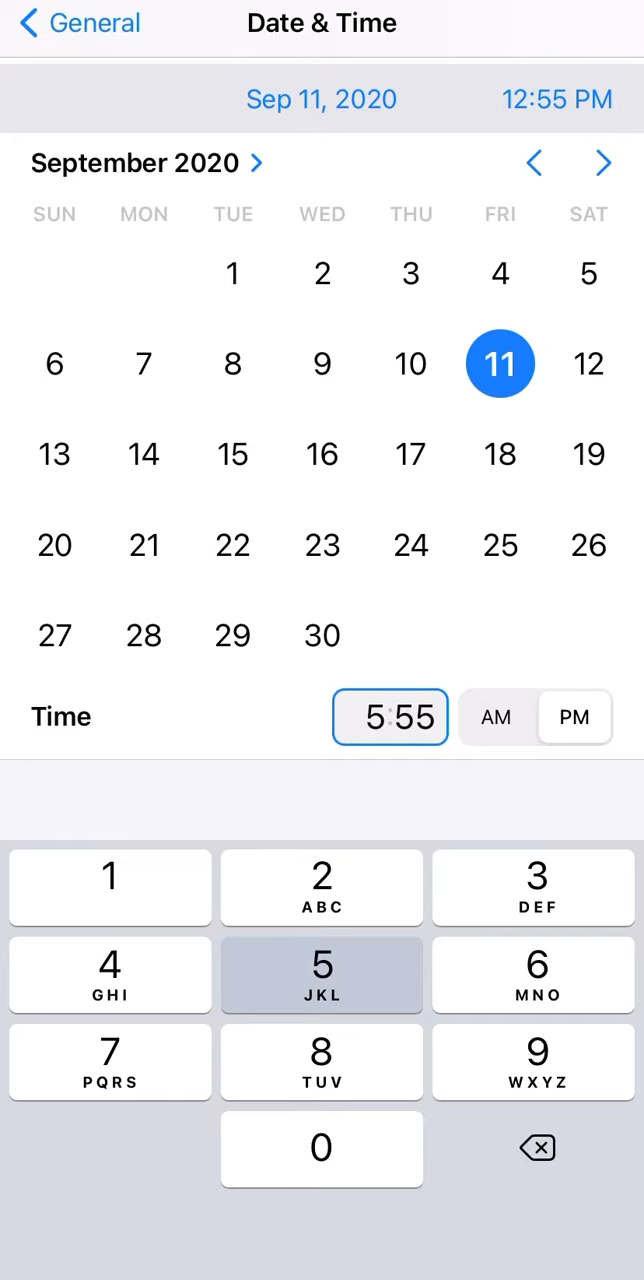 General Date & Time
Sep 11, 2020 12:55 PM
September 2020
SUN MON TUE WED THU FRI SAT
1 2 3 4 5
6 7 8 9 10 11 12
13 14 15 16 17 18 19
20 21 22 23 24 25 26
27 28 29 30
Time 5:55 AM PM
1 2 3
ABC DEF
4 5 6
GHI JKL MNO
7 8 9
PQRS TUV WXYZ
0